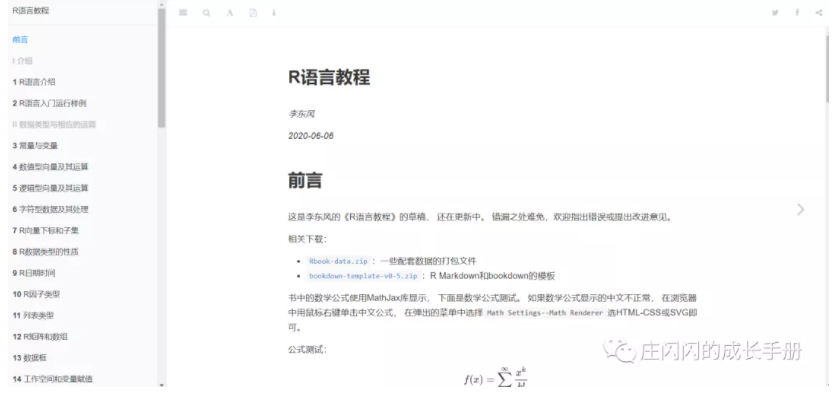 R语言教程
前言
I 介绍
1 R语言介绍
2 R语言入门运行样例
II 数据类型与相应的运算
3 常量与变量
4 数值型向量及其运算
5 逻辑型向量及其运算
6 字符型数据及其处理
7 R向量下标和子集
8 R数据类型的性质
9 R日期时间
10 R因子类型
11 列表类型
12 R矩阵和数组
13 数据框
14 工作空间和变量赋值
R语言教程
李东风
2020-06-06
前言
这是李东风的《R语言教程》的草稿， 还在更新中。 错漏之处难免，欢迎指出错误或提出改进意见。
相关下载：
• Rbook-data.zip ：一些配套数据的打包文件
• bookdown-template-v0-5.zip ：R Markdown和bookdown的模板
书中的数学公式使用MathJax库显示， 下面是数学公式测试。 如果数学公式显示的中文不正常， 在浏览
器中用鼠标右键单击中文公式， 在弹出的菜单中选择 Math Settings--Math Renderer 选HTML-CSS或SVG即
可。
公式测试：
f(x) = ∑ ∞ x^k
庄闪闪的成长手册